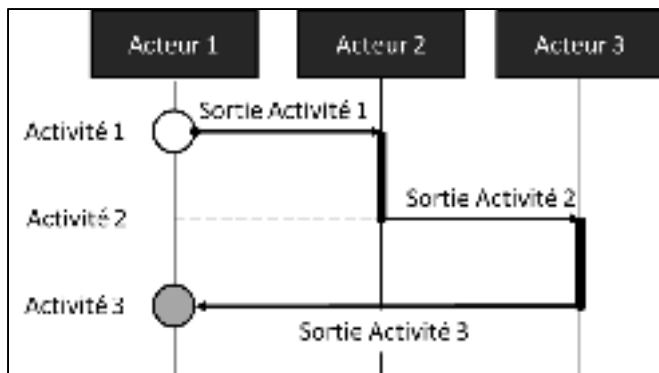 Acteur 1 Acteur 2 Acteur 3
Sortie Activité 1
Activité 1
Sortie Activité 2
Activité 2
Activité 3
Sortie Activité 3